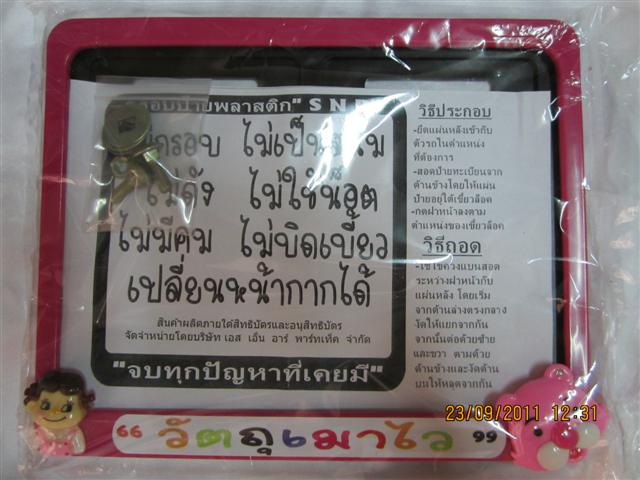 "กรอบป้ายพลาสติก" S N R
ไม่กรอบ ไม่เป็นสนิม
ไม่ดัง ไม่ใช้น็อต
ไม่มีคม ไม่บิดเบี้ยว
เปลี่ยนหน้ากากได้
สินค้าผลิตภายใต้สิทธิบัตรและอนุสิทธิบัตร
จัดจำหน่ายโดยบริษัท เอส เอ็น อาร์ พาร์ทเท็ค จำกัด
"จบทุกปัญหาที่เคยมี"
วิธีประกอบ
-ยึดแผ่นหลังเข้ากับ
ตัวรถในตำแหน่ง
ที่ต้องการ
-สอดป้ายทะเบียนจาก
ด้านข้างโดยให้แผ่น
ป้ายอยู่ใต้เขี้ยวล็อค
-กดฝาหน้าลงตาม
ตำแหน่งของเขี้ยวล็อค
วิธีถอด
-ใช้ไขควงแบนสอด
ระหว่างฝาหน้ากับ
แผ่นหลัง โดยเริ่ม
จากด้านล่างตรงกลาง
งัดให้แยกจากกัน
จากนั้นต่อด้วยซ้าย
และขวา ตามด้วย
ด้านข้างและงัดด้าน
บนให้หลุดจากกัน
23/09/2011 12:31
"วัตถุเมาไว"